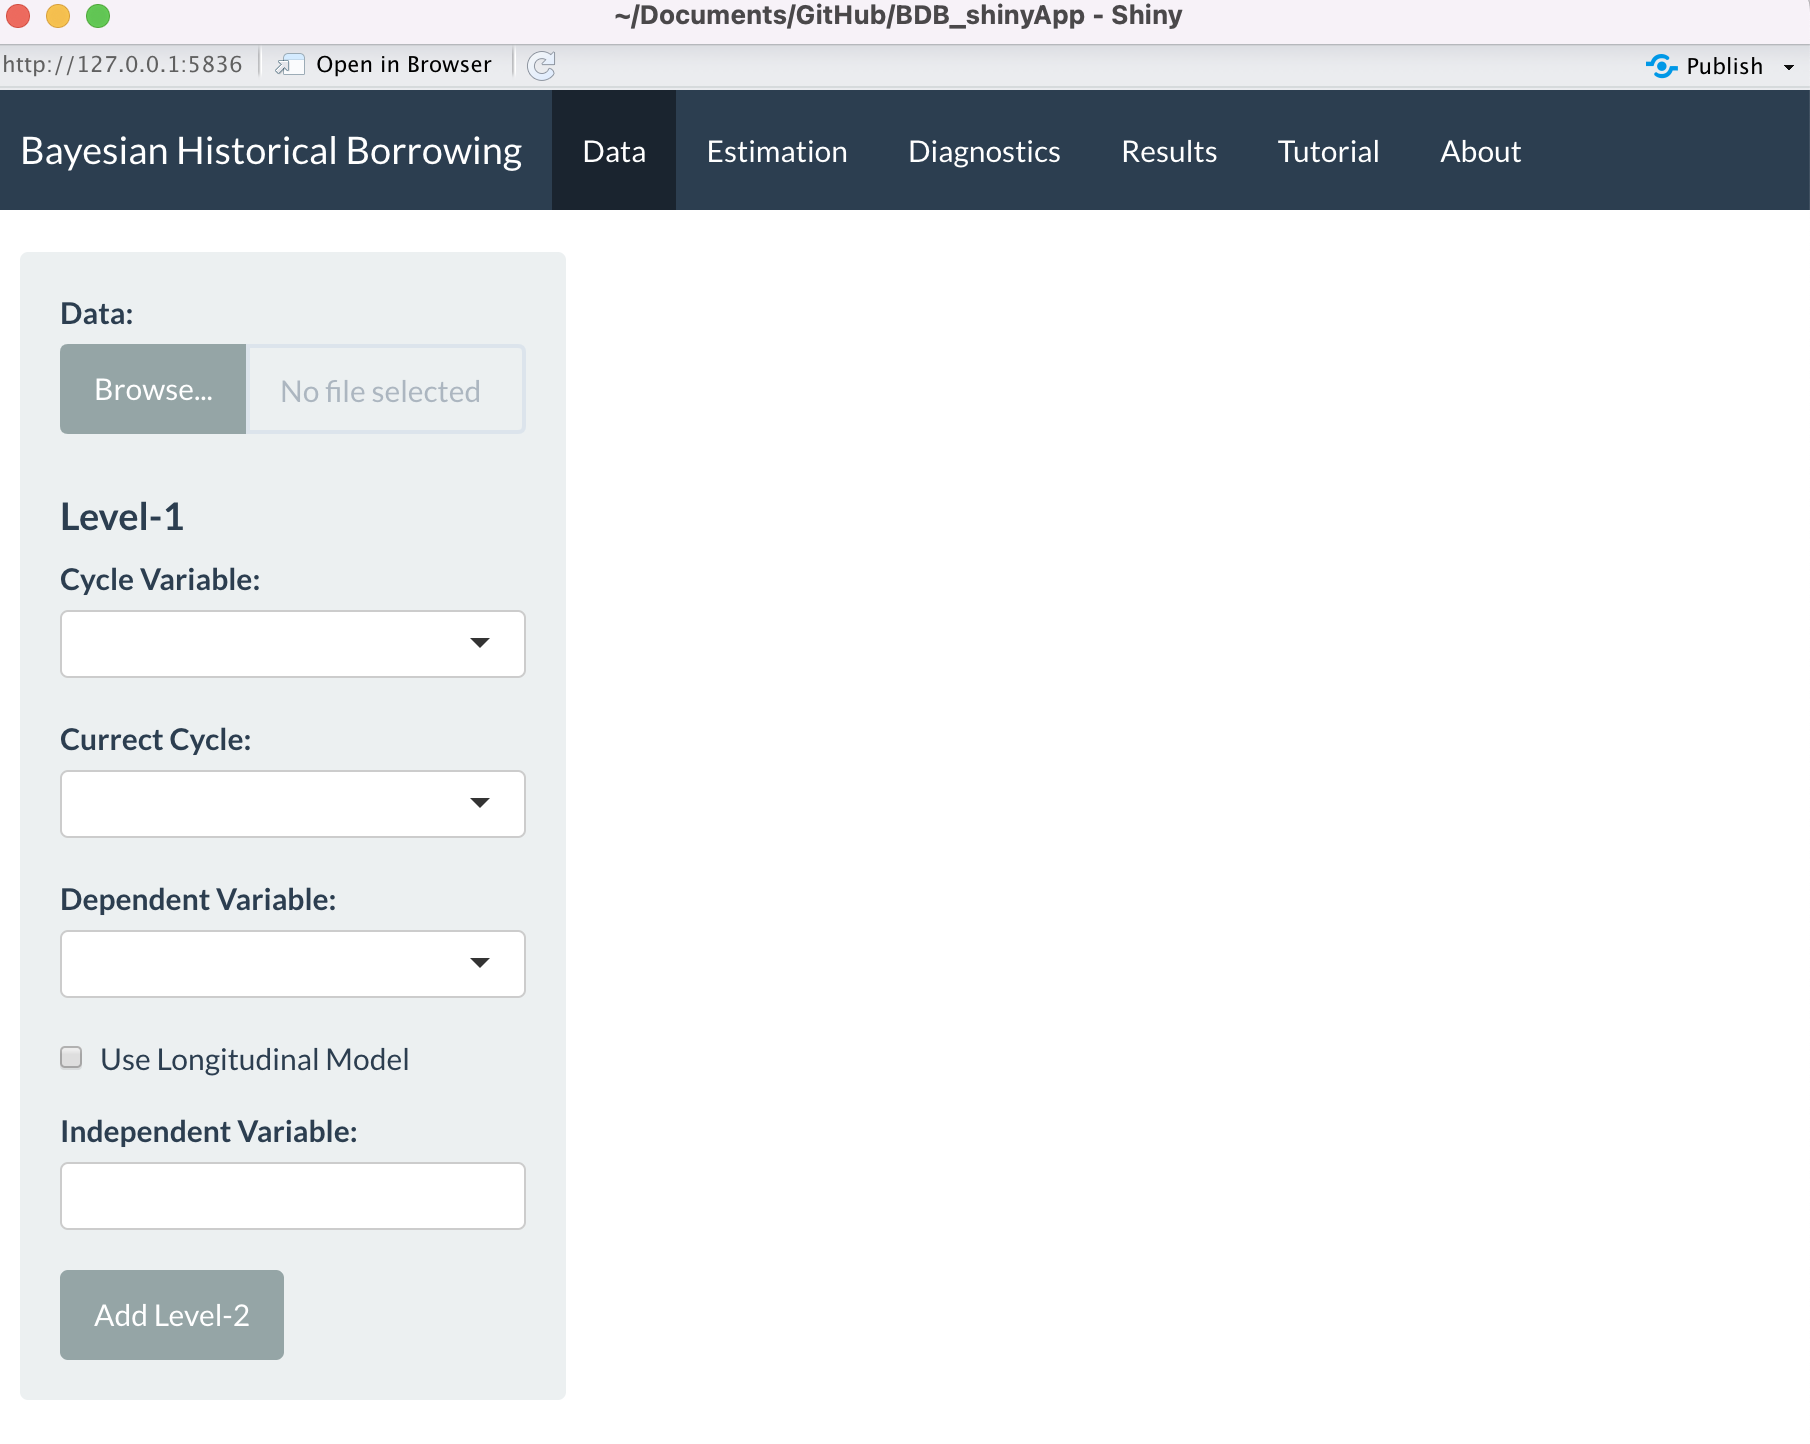 ~/Documents/GitHub/BDB_shinyApp - Shiny
http://127.0.0.1:5836 Open in Browser Publish
Bayesian Historical Borrowing Data Estimation Diagnostics Results Tutorial About
Data:
Browse... No file selected
Level-1
Cycle Variable:
Currect Cycle:
Dependent Variable:
Use Longitudinal Model
Independent Variable:
Add Level-2